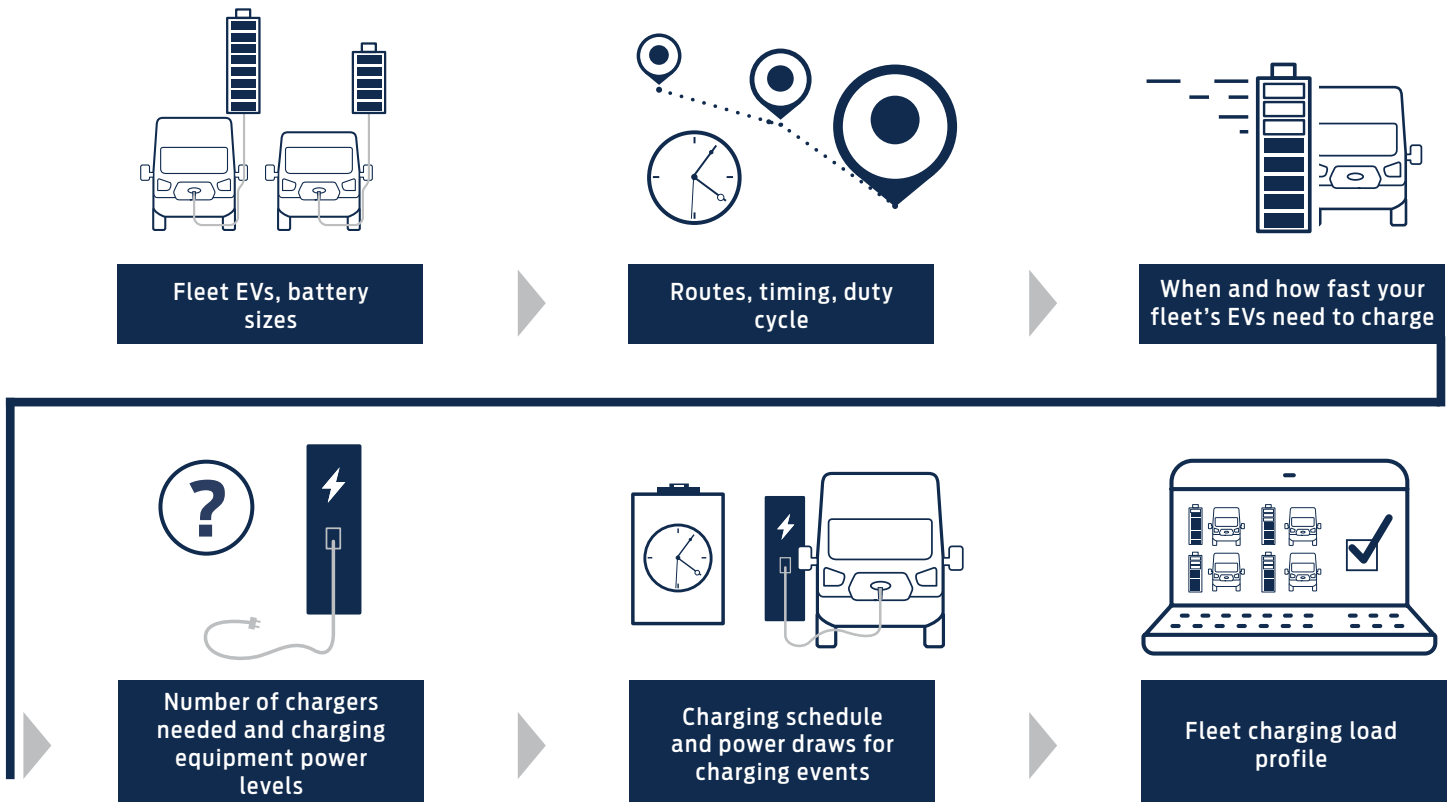 Fleet EVs, battery
sizes
Routes, timing, duty
cycle
When and how fast your
fleet's EVs need to charge
?
Number of chargers
needed and charging
equipment power
levels
Charging schedule
and power draws for
charging events
Fleet charging load
profile